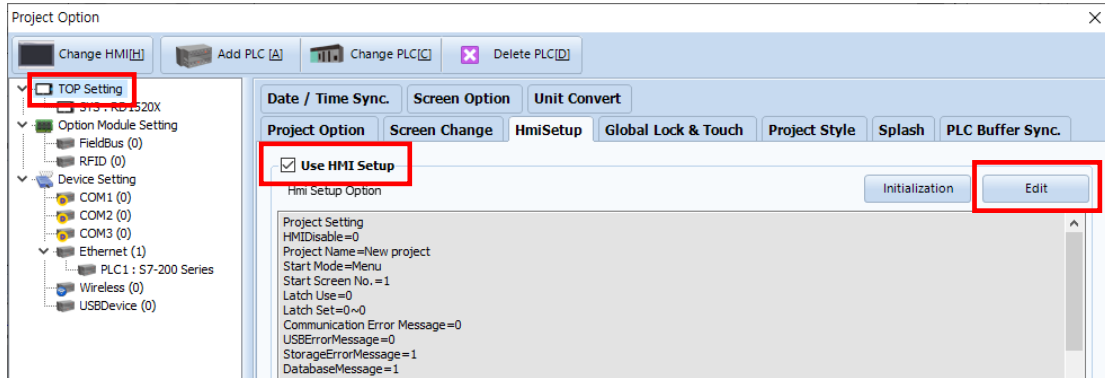 Project Option
Change HMI[H]
Add PLC [A]
Change PLC[C]
Delete PLC[D]
TOP Setting
SYS : RD1520X
Option Module Setting
FieldBus (0)
RFID (0)
Device Setting
COM1 (0)
COM2 (0)
COM3 (0)
Ethernet (1)
PLC1 : S7-200 Series
Wireless (0)
USBDevice (0)
Date / Time Sync.
Screen Option
Unit Convert
Project Option
Screen Change
HmiSetup
Global Lock & Touch
Project Style
Splash
PLC Buffer Sync.
Use HMI Setup
Hmi Setup Option
Initialization
Edit
Project Setting
HMIDisable=0
Project Name=New project
Start Mode=Menu
Start Screen No.=1
Latch Use=0
Latch Set=0~0
Communication Error Message=0
USBErrorMessage=0
StorageErrorMessage=1
DatabaseMessage=1